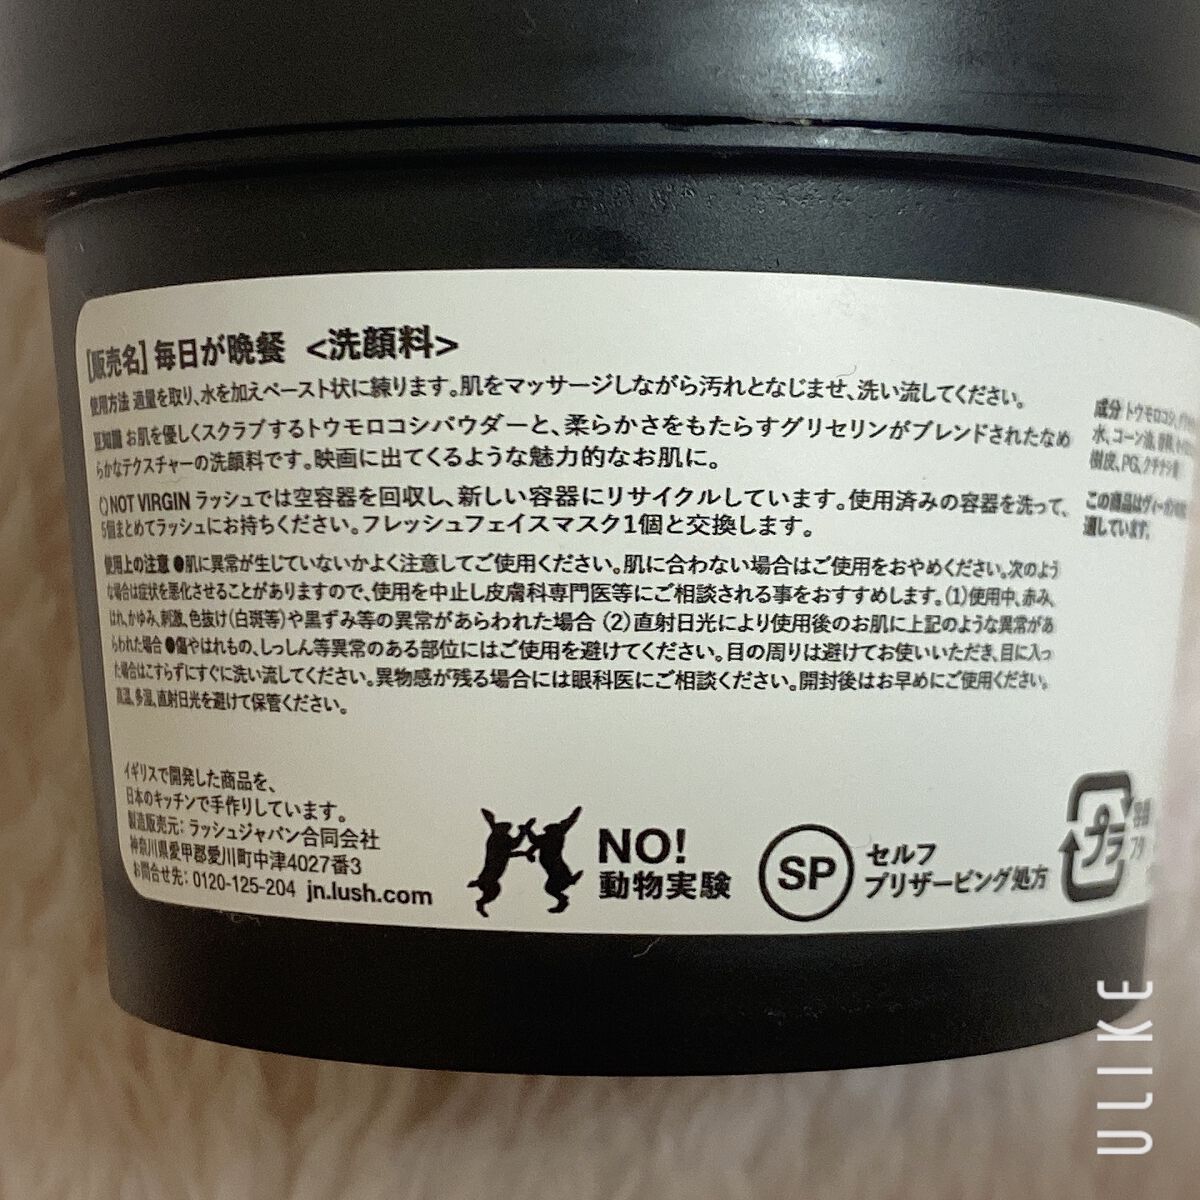 [販売名] 毎日が晩餐 <洗顔料>
使用方法 適量を取り、水を加えペースト状に練ります。肌をマッサージしながら汚れとなじませ、洗い流してください。
豆知識 お肌を優しくスクラブするトウモロコシパウダーと、柔らかさをもたらすグリセリンがブレンドされたなめ
らかなテクスチャーの洗顔料です。映画に出てくるような魅力的なお肌に。
NOT VIRGIN ラッシュでは空容器を回収し、新しい容器にリサイクルしています。使用済みの容器を洗って、
5個まとめてラッシュにお持ちください。フレッシュフェイスマスク1個と交換します。
使用上の注意 ●肌に異常が生じていないかよく注意してご使用ください。肌に合わない場合はご使用をおやめください。次のよう
な場合は症状を悪化させることがありますので、使用を中止し皮膚科専門医等にご相談される事をおすすめします。(1)使用中、赤み、
はれ、かゆみ、刺激、色抜け(白斑等)や黒ずみ等の異常があらわれた場合 (2)直射日光により使用後のお肌に上記のような異常があ
らわれた場合 ●傷やはれもの、しっしん等異常のある部位にはご使用を避けてください。目の周りは避けてお使いいただき、目に入っ
た場合はこすらずにすぐに洗い流してください。異物感が残る場合には眼科医にご相談ください。開封後はお早めにご使用ください。
高温、多湿、直射日光を避けて保管ください。
イギリスで開発した商品を、
日本のキッチンで手作りしています。
製造販売元: ラッシュジャパン合同会社
神奈川県愛甲郡愛川町中津4027番3
お問合せ先: 0120-125-204 jn.lush.com
NO!
動物実験
SP
セルフ
プリザービング処方
プラ
成分 トウモロコシ、
水、コーン油、
樹皮、PG、クチナシ
この商品はヴィーガン
適しています。
ULIKE